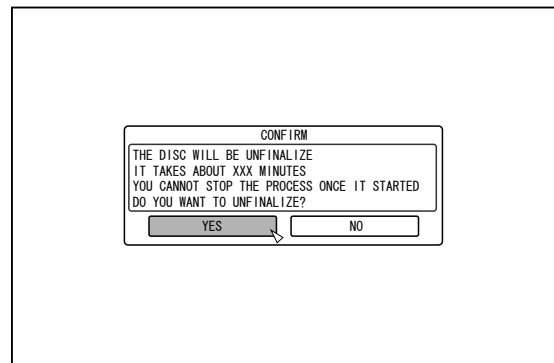 CONFIRM
THE DISC WILL BE UNFINALIZE
IT TAKES ABOUT XXX MINUTES
YOU CANNOT STOP THE PROCESS ONCE IT STARTED
DO YOU WANT TO UNFINALIZE?
YES NO